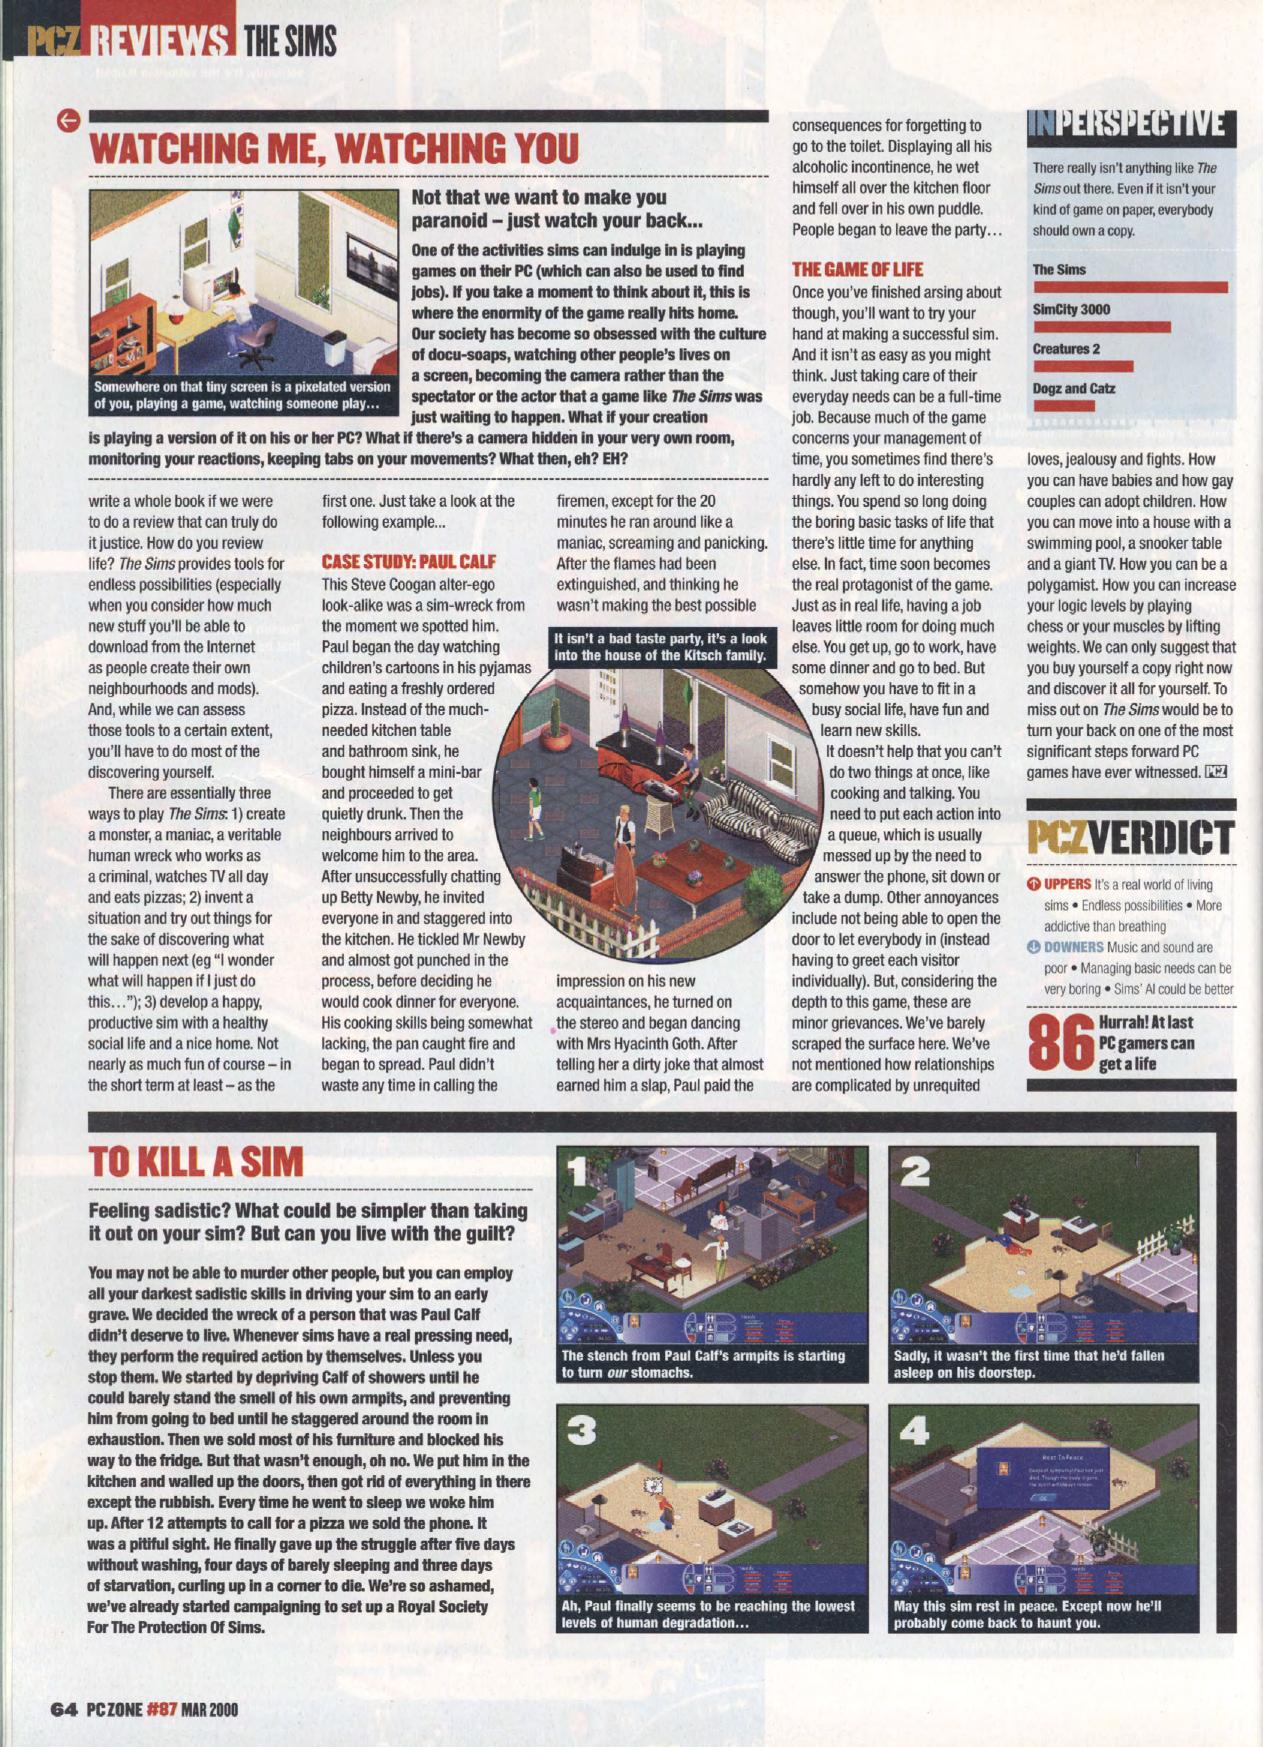 PCZ REVIEWS THE SIMS
WATCHING ME, WATCHING YOU
Not that we want to make you
paranoid – just watch your back...
One of the activities sims can indulge in is playing
games on their PC (which can also be used to find
jobs). If you take a moment to think about it, this is
where the enormity of the game really hits home.
Our society has become so obsessed with the culture
of docu-soaps, watching other people's lives on
a screen, becoming the camera rather than the
spectator or the actor that a game like The Sims was
just waiting to happen. What if your creation
is playing a version of it on his or her PC? What if there's a camera hidden in your very own room,
monitoring your reactions, keeping tabs on your movements? What then, eh? EH?
Somewhere on that tiny screen is a pixelated version
of you, playing a game, watching someone play...
write a whole book if we were
to do a review that can truly do
it justice. How do you review
life? The Sims provides tools for
endless possibilities (especially
when you consider how much
new stuff you'll be able to
download from the Internet
as people create their own
neighbourhoods and mods).
And, while we can assess
those tools to a certain extent,
you'll have to do most of the
discovering yourself.
There are essentially three
ways to play The Sims: 1) create
a monster, a maniac, a veritable
human wreck who works as
a criminal, watches TV all day
and eats pizzas; 2) invent a
situation and try out things for
the sake of discovering what
will happen next (eg "I wonder
what will happen if I just do
this..."); 3) develop a happy,
productive sim with a healthy
social life and a nice home. Not
nearly as much fun of course – in
the short term at least – as the
first one. Just take a look at the
following example...
CASE STUDY: PAUL CALF
This Steve Coogan alter-ego
look-alike was a sim-wreck from
the moment we spotted him.
Paul began the day watching
children's cartoons in his pyjamas
and eating a freshly ordered
pizza. Instead of the much-
needed kitchen table
and bathroom sink, he
bought himself a mini-bar
and proceeded to get
quietly drunk. Then the
neighbours arrived to
welcome him to the area.
After unsuccessfully chatting
up Betty Newby, he invited
everyone in and staggered into
the kitchen. He tickled Mr Newby
and almost got punched in the
process, before deciding he
would cook dinner for everyone.
His cooking skills being somewhat
lacking, the pan caught fire and
began to spread. Paul didn't
waste any time in calling the
firemen, except for the 20
minutes he ran around like a
maniac, screaming and panicking.
After the flames had been
extinguished, and thinking he
wasn't making the best possible
It isn't a bad taste party, it's a look
into the house of the Kitsch family.
impression on his new
acquaintances, he turned on
the stereo and began dancing
with Mrs Hyacinth Goth. After
telling her a dirty joke that almost
earned him a slap, Paul paid the
consequences for forgetting to
go to the toilet. Displaying all his
alcoholic incontinence, he wet
himself all over the kitchen floor
and fell over in his own puddle.
People began to leave the party...
THE GAME OF LIFE
Once you've finished arsing about
though, you'll want to try your
hand at making a successful sim.
And it isn't as easy as you might
think. Just taking care of their
everyday needs can be a full-time
job. Because much of the game
concerns your management of
time, you sometimes find there's
hardly any left to do interesting
things. You spend so long doing
the boring basic tasks of life that
there's little time for anything
else. In fact, time soon becomes
the real protagonist of the game.
Just as in real life, having a job
leaves little room for doing much
else. You get up, go to work, have
some dinner and go to bed. But
somehow you have to fit in a
busy social life, have fun and
learn new skills.
It doesn't help that you can't
do two things at once, like
cooking and talking. You
need to put each action into
a queue, which is usually
messed up by the need to
answer the phone, sit down or
take a dump. Other annoyances
include not being able to open the
door to let everybody in (instead
having to greet each visitor
individually). But, considering the
depth to this game, these are
minor grievances. We've barely
scraped the surface here. We've
not mentioned how relationships
are complicated by unrequited
INPERSPECTIVE
There really isn't anything like The
Sims out there. Even if it isn't your
kind of game on paper, everybody
should own a copy.
The Sims
SimCity 3000
Creatures 2
Dogz and Catz
loves, jealousy and fights. How
you can have babies and how gay
couples can adopt children. How
you can move into a house with a
swimming pool, a snooker table
and a giant TV. How you can be a
polygamist. How you can increase
your logic levels by playing
chess or your muscles by lifting
weights. We can only suggest that
you buy yourself a copy right now
and discover it all for yourself. To
miss out on The Sims would be to
turn your back on one of the most
significant steps forward PC
games have ever witnessed. PCZ
PCZVERDICT
UPPERS It's a real world of living
sims • Endless possibilities • More
addictive than breathing
DOWNERS Music and sound are
poor • Managing basic needs can be
very boring • Sims' AI could be better
86 Hurrah! At last
PC gamers can
get a life
TO KILL A SIM
Feeling sadistic? What could be simpler than taking
it out on your sim? But can you live with the guilt?
You may not be able to murder other people, but you can employ
all your darkest sadistic skills in driving your sim to an early
grave. We decided the wreck of a person that was Paul Calf
didn't deserve to live. Whenever sims have a real pressing need,
they perform the required action by themselves. Unless you
stop them. We started by depriving Calf of showers until he
could barely stand the smell of his own armpits, and preventing
him from going to bed until he staggered around the room in
exhaustion. Then we sold most of his furniture and blocked his
way to the fridge. But that wasn't enough, oh no. We put him in the
kitchen and walled up the doors, then got rid of everything in there
except the rubbish. Every time he went to sleep we woke him
up. After 12 attempts to call for a pizza we sold the phone. It
was a pitiful sight. He finally gave up the struggle after five days
without washing, four days of barely sleeping and three days
of starvation, curling up in a corner to die. We're so ashamed,
we've already started campaigning to set up a Royal Society
For The Protection Of Sims.
1
The stench from Paul Calf's armpits is starting
to turn our stomachs.
2
Sadly, it wasn't the first time that he'd fallen
asleep on his doorstep.
3
Ah, Paul finally seems to be reaching the lowest
levels of human degradation...
4
Rest In Peace
May this sim rest in peace. Except now he'll
probably come back to haunt you.
64 PC ZONE #87 MAR 2000